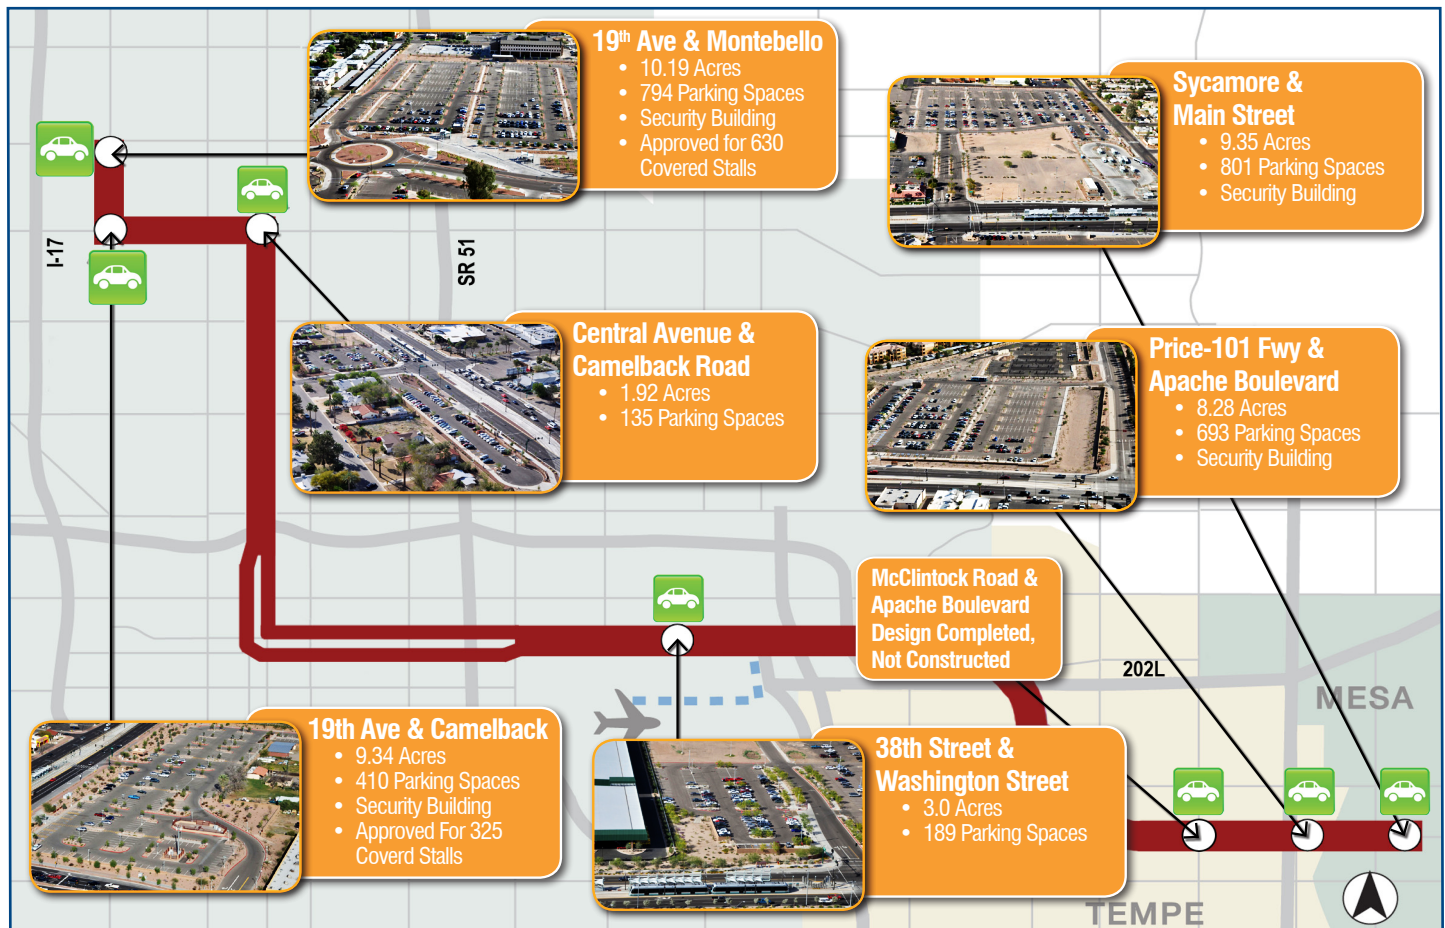 19th Ave & Montebello
• 10.19 Acres
• 794 Parking Spaces
• Security Building
• Approved for 630
Covered Stalls
Sycamore &
Main Street
• 9.35 Acres
• 801 Parking Spaces
• Security Building
I-17
SR 51
Central Avenue &
Camelback Road
• 1.92 Acres
• 135 Parking Spaces
Price-101 Fwy &
Apache Boulevard
• 8.28 Acres
• 693 Parking Spaces
• Security Building
McClintock Road &
Apache Boulevard
Design Completed,
Not Constructed
202L
MESA
19th Ave & Camelback
• 9.34 Acres
• 410 Parking Spaces
• Security Building
• Approved For 325
Coverd Stalls
38th Street &
Washington Street
• 3.0 Acres
• 189 Parking Spaces
TEMPE